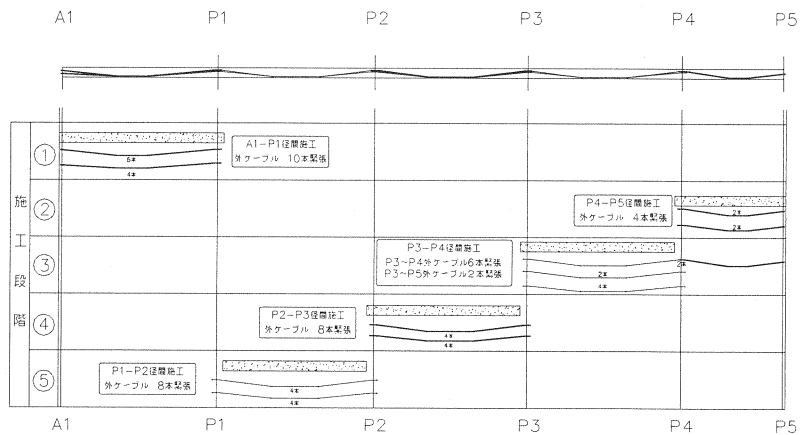 A1 P1 P2 P3 P4 P5
施工段階
①
A1-P1径間施工
外ケーブル 10本緊張
6本
4本
②
P4-P5径間施工
外ケーブル 4本緊張
2本
2本
③
P3-P4径間施工
P3~P4外ケーブル6本緊張
P3~P5外ケーブル2本緊張
2本
2本
4本
④
P2-P3径間施工
外ケーブル 8本緊張
4本
4本
⑤
P1-P2径間施工
外ケーブル 8本緊張
4本
4本
A1 P1 P2 P3 P4 P5